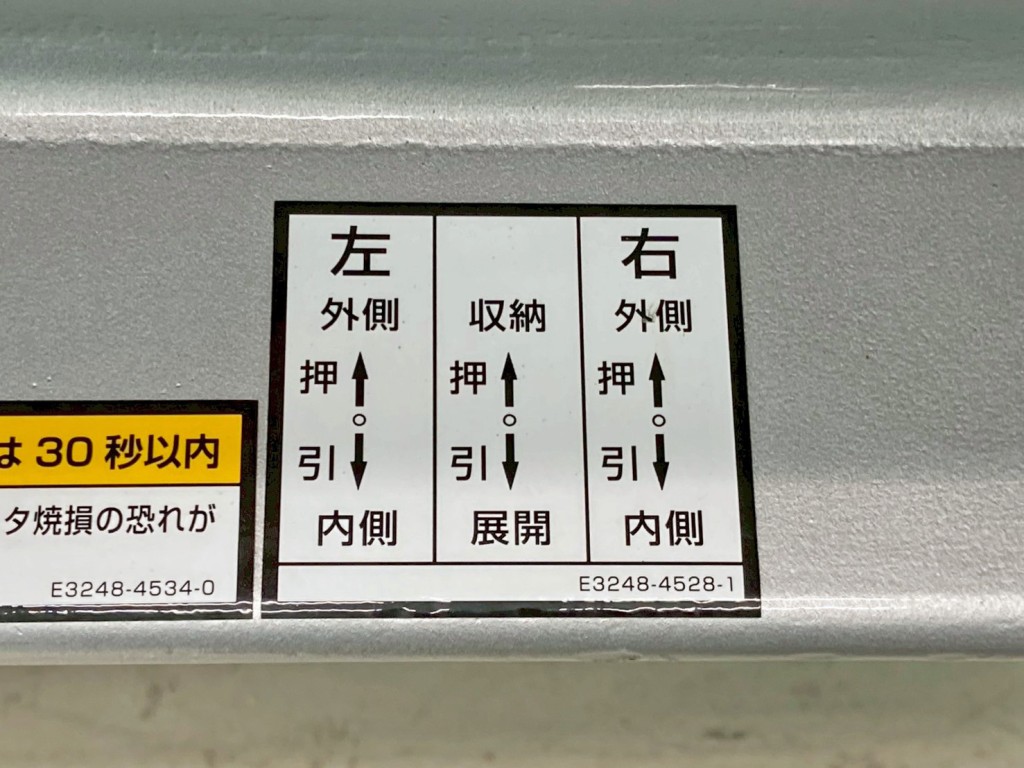 左 右
外側 収納 外側
押 押 押
引 引 引
内側 展開 内側
E3248-4528-1
は 30 秒以内
タ焼損の恐れが
E3248-4534-0